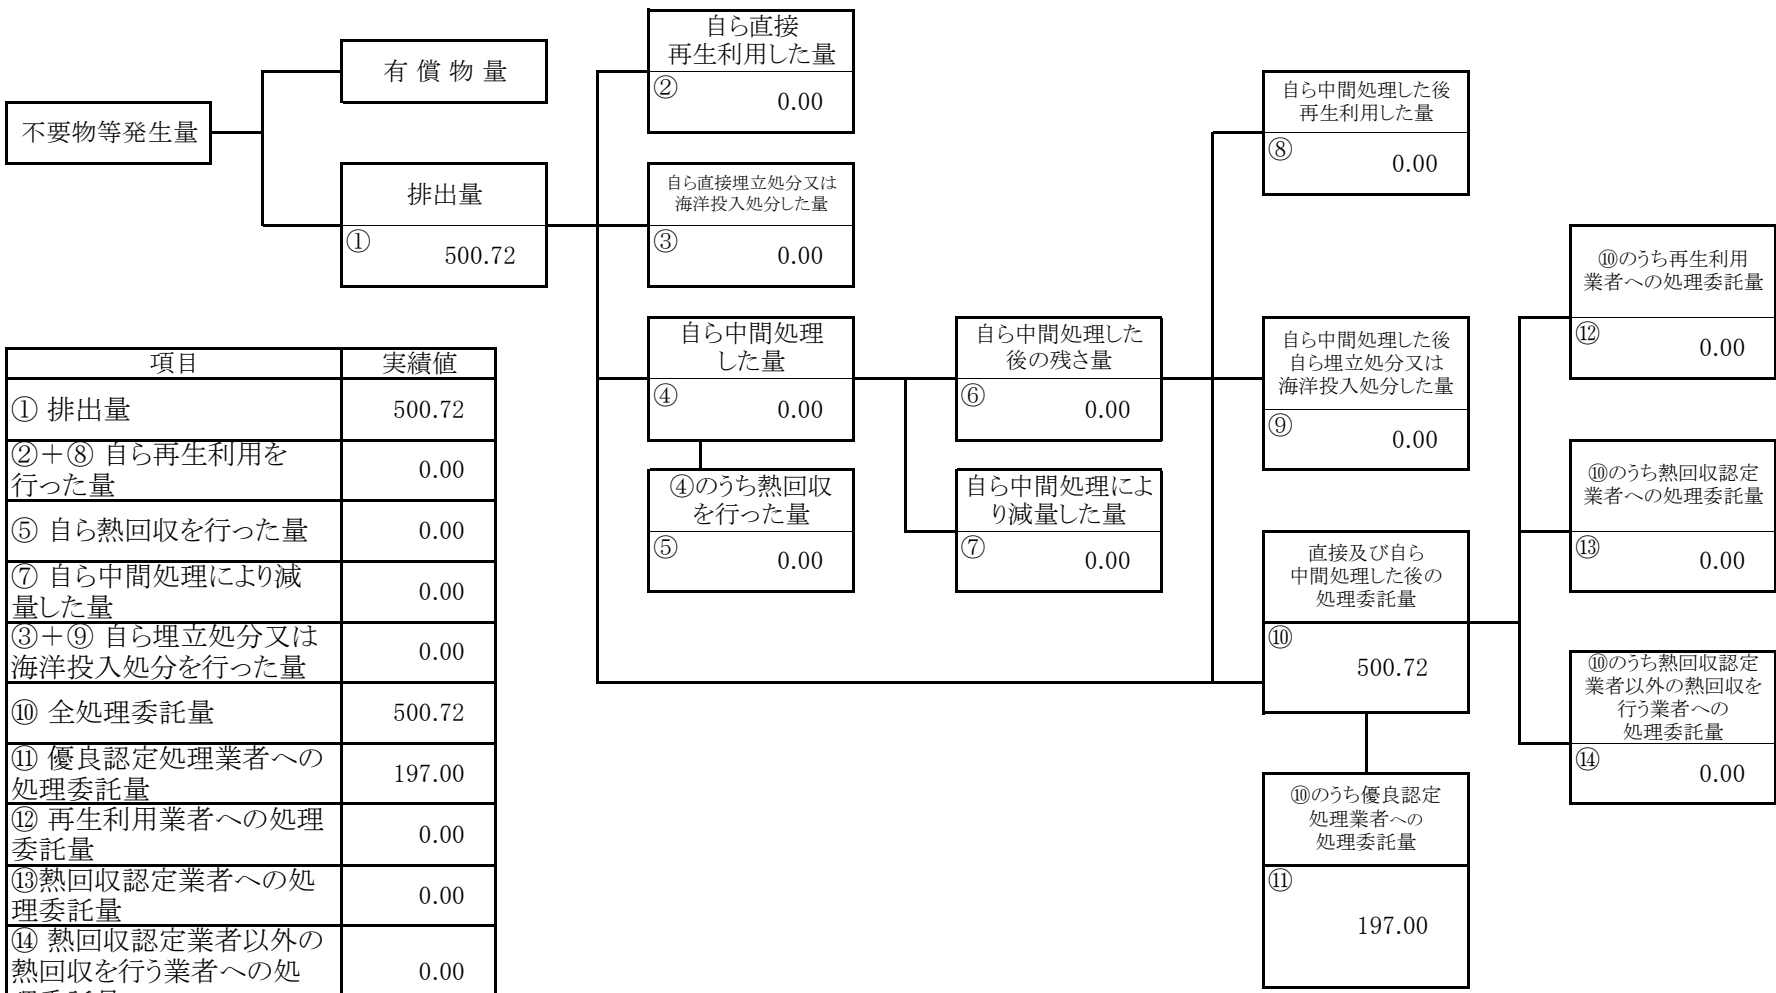 不要物等発生量
有償物量
排出量
①
500.72
自ら直接
再生利用した量
②
0.00
自ら直接埋立処分又は
海洋投入処分した量
③
0.00
自ら中間処理
した量
④
0.00
④のうち熱回収
を行った量
⑤
0.00
自ら中間処理した
後の残さ量
⑥
0.00
自ら中間処理によ
り減量した量
⑦
0.00
自ら中間処理した後
再生利用した量
⑧
0.00
自ら中間処理した後
自ら埋立処分又は
海洋投入処分した量
⑨
0.00
直接及び自ら
中間処理した後の
処理委託量
⑩
500.72
⑩のうち優良認定
処理業者への
処理委託量
⑪
197.00
⑩のうち再生利用
業者への処理委託量
⑫
0.00
⑩のうち熱回収認定
業者への処理委託量
⑬
0.00
⑩のうち熱回収認定
業者以外の熱回収を
行う業者への
処理委託量
⑭
0.00
項目 実績値
① 排出量 500.72
②＋⑧ 自ら再生利用を
行った量 0.00
⑤ 自ら熱回収を行った量 0.00
⑦ 自ら中間処理により減
量した量 0.00
③＋⑨ 自ら埋立処分又は
海洋投入処分を行った量 0.00
⑩ 全処理委託量 500.72
⑪ 優良認定処理業者への
処理委託量 197.00
⑫ 再生利用業者への処理
委託量 0.00
⑬熱回収認定業者への処
理委託量 0.00
⑭ 熱回収認定業者以外の
熱回収を行う業者への処 0.00